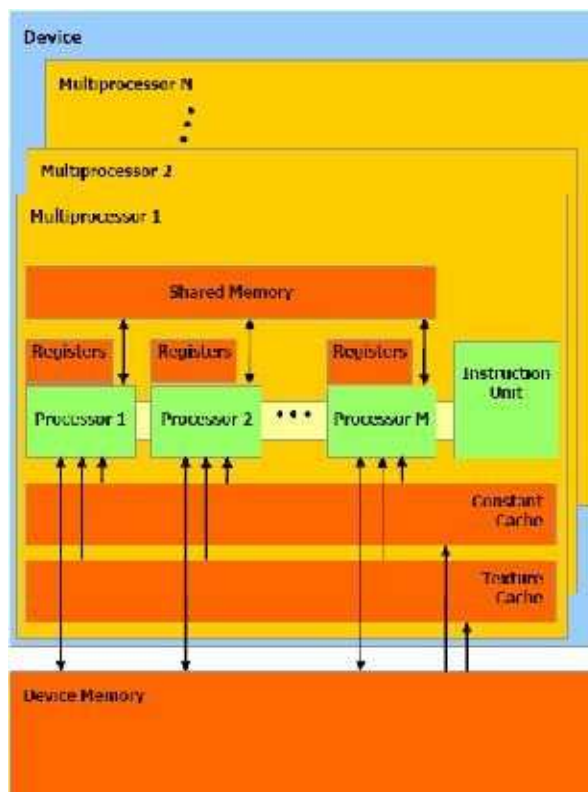 Device
Multiprocessor N
Multiprocessor 2
Multiprocessor 1
Shared Memory
Registers
Registers
Registers
Instruction
Unit
Processor 1
Processor 2
Processor M
Constant
Cache
Texture
Cache
Device Memory